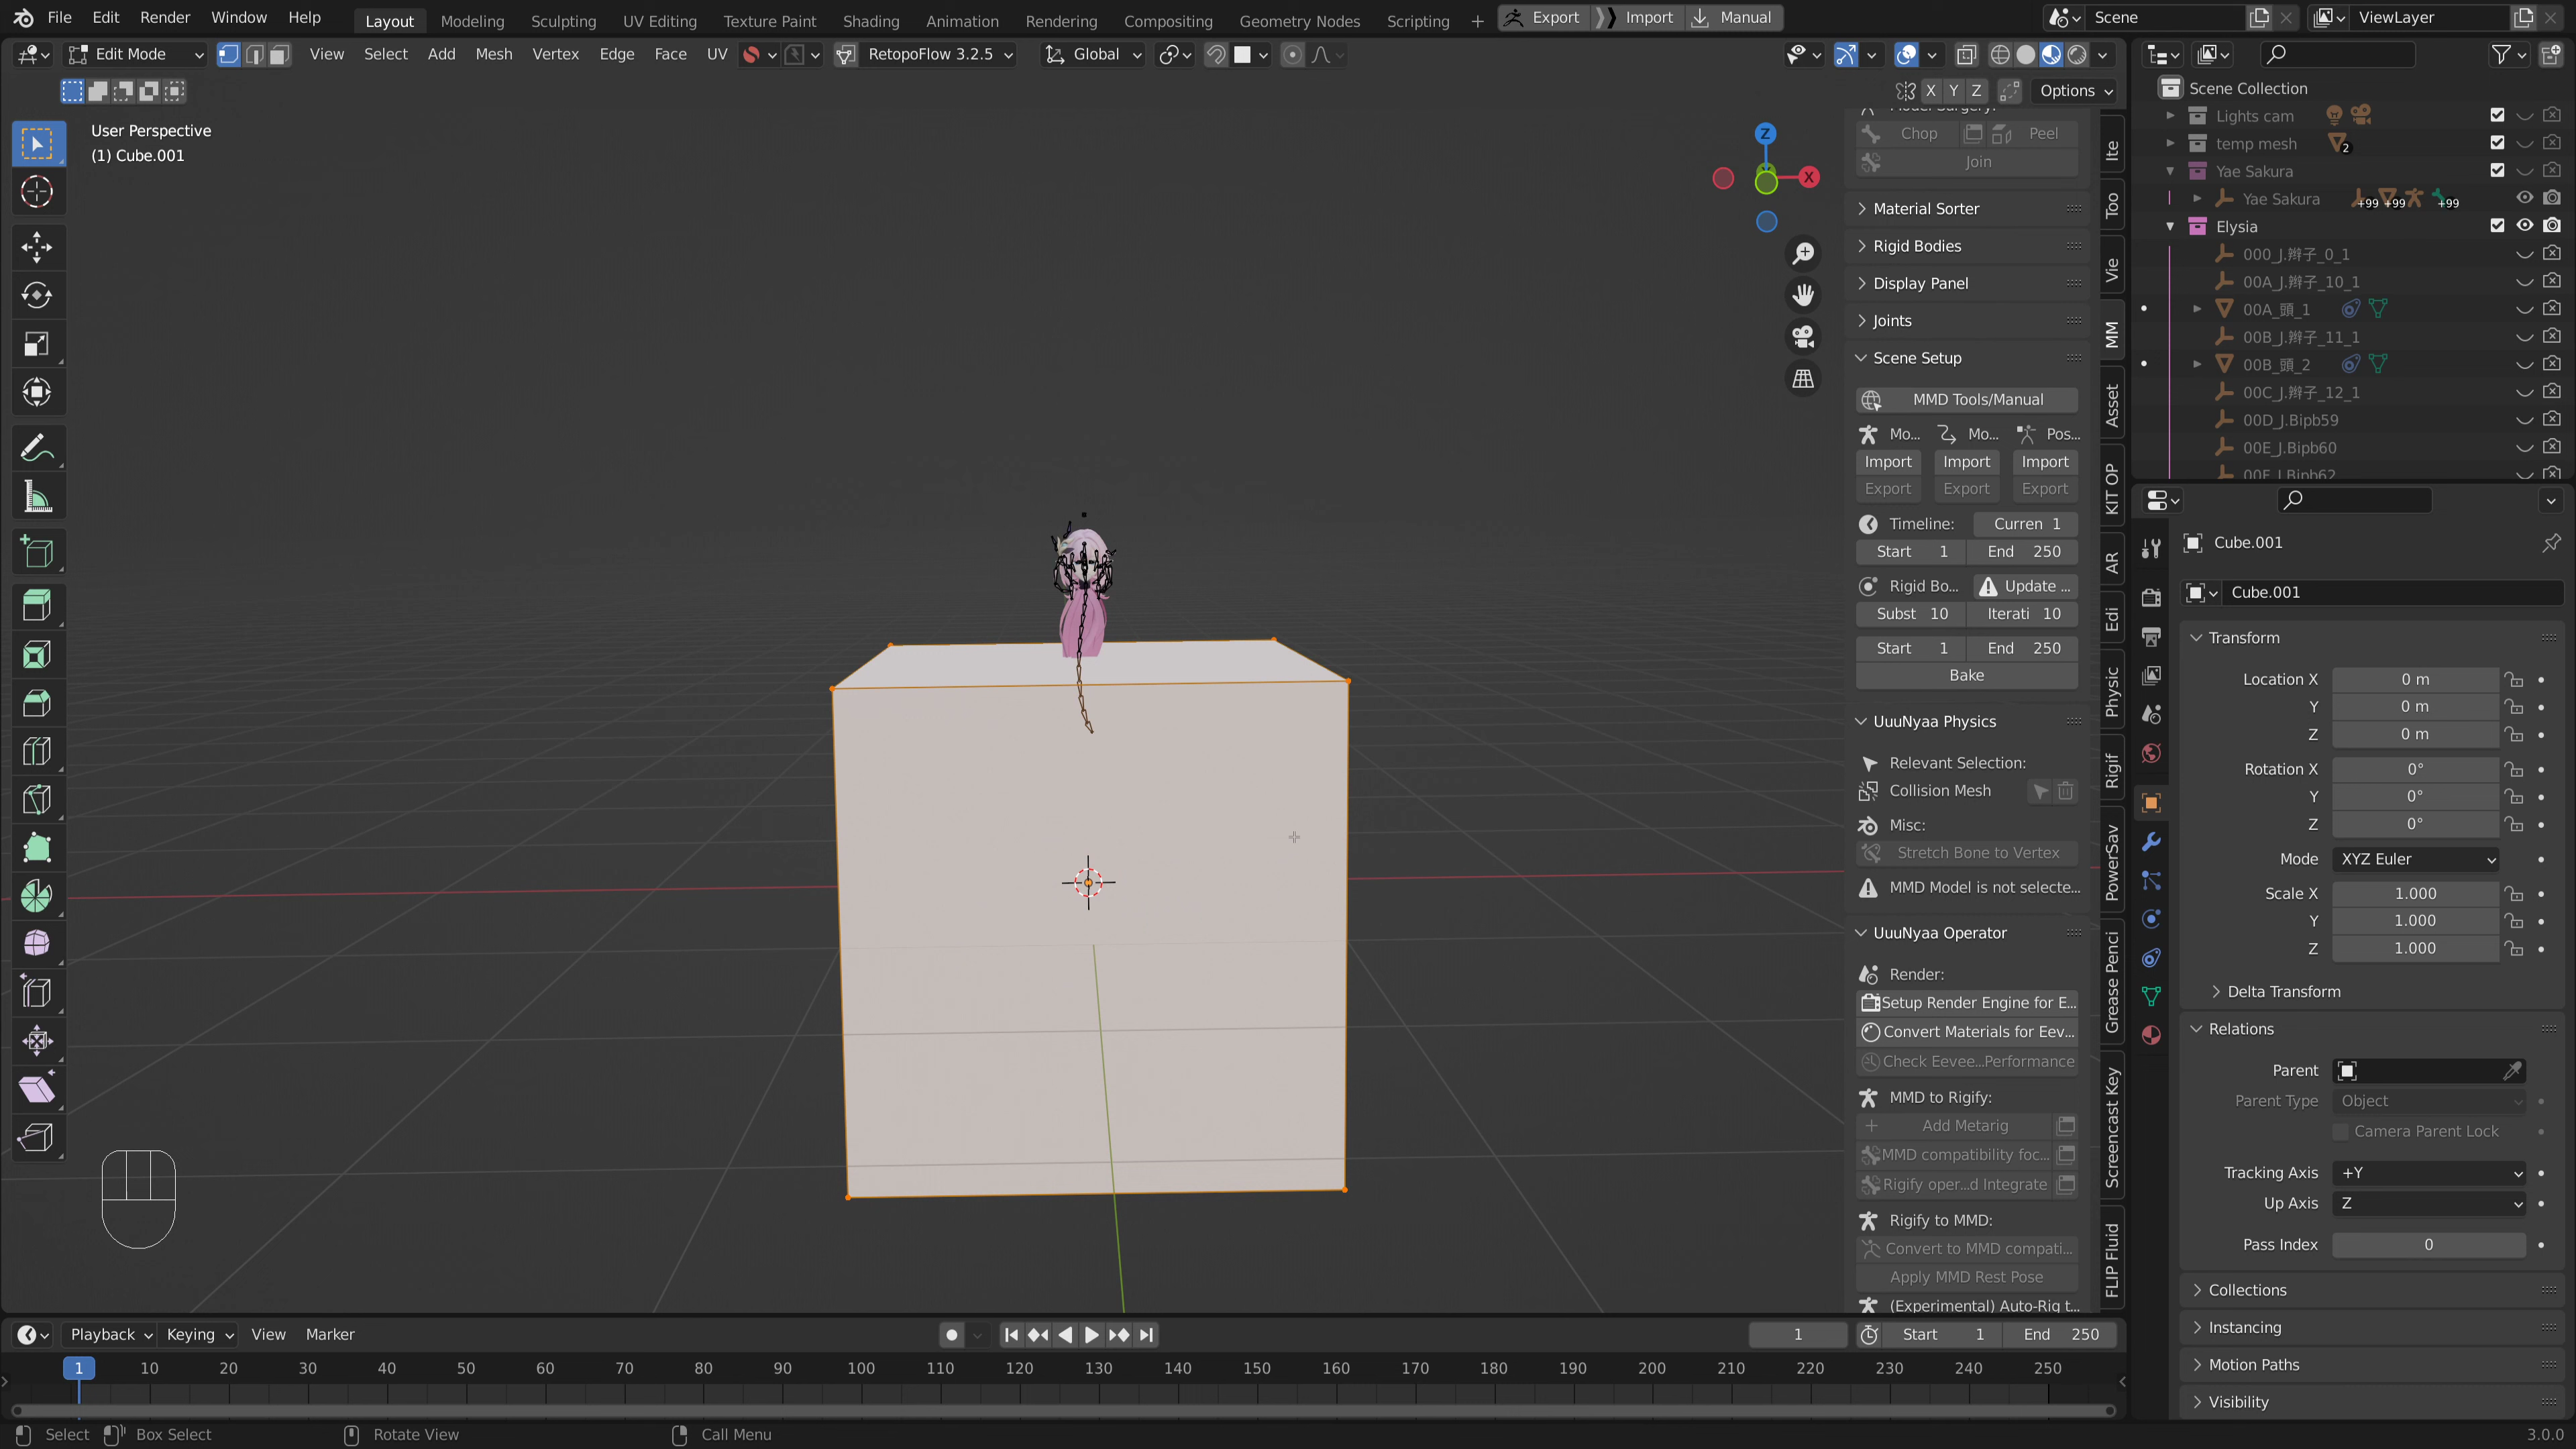 File Edit Render Window Help Layout Modeling Sculpting UV Editing Texture Paint Shading Animation Rendering Compositing Geometry Nodes Scripting + Export Import Manual Scene ViewLayer
Edit Mode View Select Add Mesh Vertex Edge Face UV RetopoFlow 3.2.5 Global
X Y Z Options
User Perspective
(1) Cube.001
Z
X
Chop Peel
Join
Material Sorter
Rigid Bodies
Display Panel
Joints
Scene Setup
MMD Tools/Manual
Mo... Mo... Pos...
Import Import Import
Export Export Export
Timeline: Curren 1
Start 1 End 250
Rigid Bo... Update ...
Subst 10 Iterati 10
Start 1 End 250
Bake
UuuNyaa Physics
Relevant Selection:
Collision Mesh
Misc:
Stretch Bone to Vertex
MMD Model is not selecte...
UuuNyaa Operator
Render:
Setup Render Engine for E...
Convert Materials for Eev...
Check Eevee...Performance
MMD to Rigify:
Add Metarig
MMD compatibility foc...
Rigify oper...d Integrate
Rigify to MMD:
Convert to MMD compati...
Apply MMD Rest Pose
(Experimental) Auto-Rig t...
Ite
Too
Vie
MM
Asset
KIT OP
AR
Edi
Physic
Rigif
PowerSav
Grease Penci
Screencast Key
FLIP Fluid
Scene Collection
Lights cam
temp mesh 2
Yae Sakura
Yae Sakura +99 +99 +99
Elysia
000_J.辫子_0_1
00A_J.辫子_10_1
00A_頭_1
00B_J.辫子_11_1
00B_頭_2
00C_J.辫子_12_1
00D_J.Bipb59
00E_J.Bipb60
00F_J.Bipb62
Cube.001
Cube.001
Transform
Location X 0 m
Y 0 m
Z 0 m
Rotation X 0°
Y 0°
Z 0°
Mode XYZ Euler
Scale X 1.000
Y 1.000
Z 1.000
Delta Transform
Relations
Parent
Parent Type Object
Camera Parent Lock
Tracking Axis +Y
Up Axis Z
Pass Index 0
Collections
Instancing
Motion Paths
Visibility
Playback Keying View Marker 1 Start 1 End 250
1 10 20 30 40 50 60 70 80 90 100 110 120 130 140 150 160 170 180 190 200 210 220 230 240 250
Select Box Select Rotate View Call Menu 3.0.0